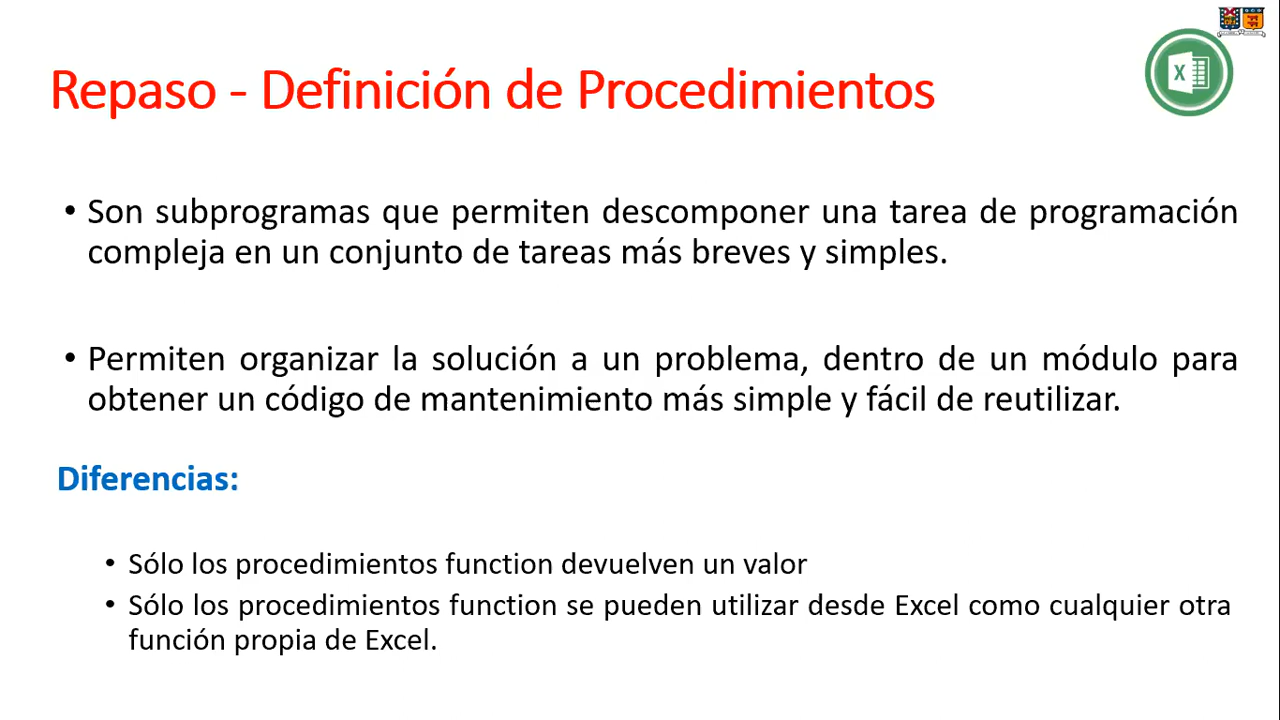 Repaso - Definición de Procedimientos
• Son subprogramas que permiten descomponer una tarea de programación
compleja en un conjunto de tareas más breves y simples.
• Permiten organizar la solución a un problema, dentro de un módulo para
obtener un código de mantenimiento más simple y fácil de reutilizar.
Diferencias:
• Sólo los procedimientos function devuelven un valor
• Sólo los procedimientos function se pueden utilizar desde Excel como cualquier otra
función propia de Excel.